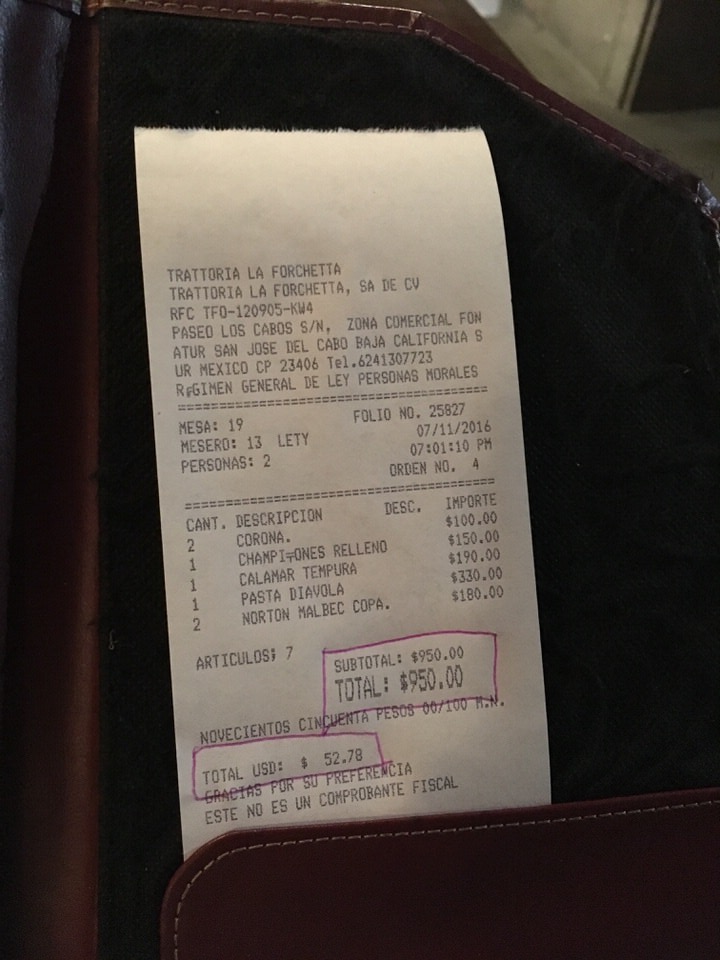 TRATTORIA LA FORCHETTA
TRATTORIA LA FORCHETTA, SA DE CV
RFC TFO-120905-KW4
PASEO LOS CABOS S/N, ZONA COMERCIAL FON
ATUR SAN JOSE DEL CABO BAJA CALIFORNIA S
UR MEXICO CP 23406 Tel.6241307723
RéGIMEN GENERAL DE LEY PERSONAS MORALES
========================================
MESA: 19 FOLIO NO. 25827
MESERO: 13 LETY 07/11/2016
PERSONAS: 2 07:01:10 PM
ORDEN NO. 4
========================================
CANT. DESCRIPCION DESC. IMPORTE
2 CORONA. $100.00
1 CHAMPI╤ONES RELLENO $150.00
1 CALAMAR TEMPURA $190.00
1 PASTA DIAVOLA $330.00
2 NORTON MALBEC COPA. $180.00
ARTICULOS; 7 SUBTOTAL: $950.00
TOTAL: $950.00
NOVECIENTOS CINCUENTA PESOS 00/100 M.N.
TOTAL USD: $ 52.78
GRACIAS POR SU PREFERENCIA
ESTE NO ES UN COMPROBANTE FISCAL